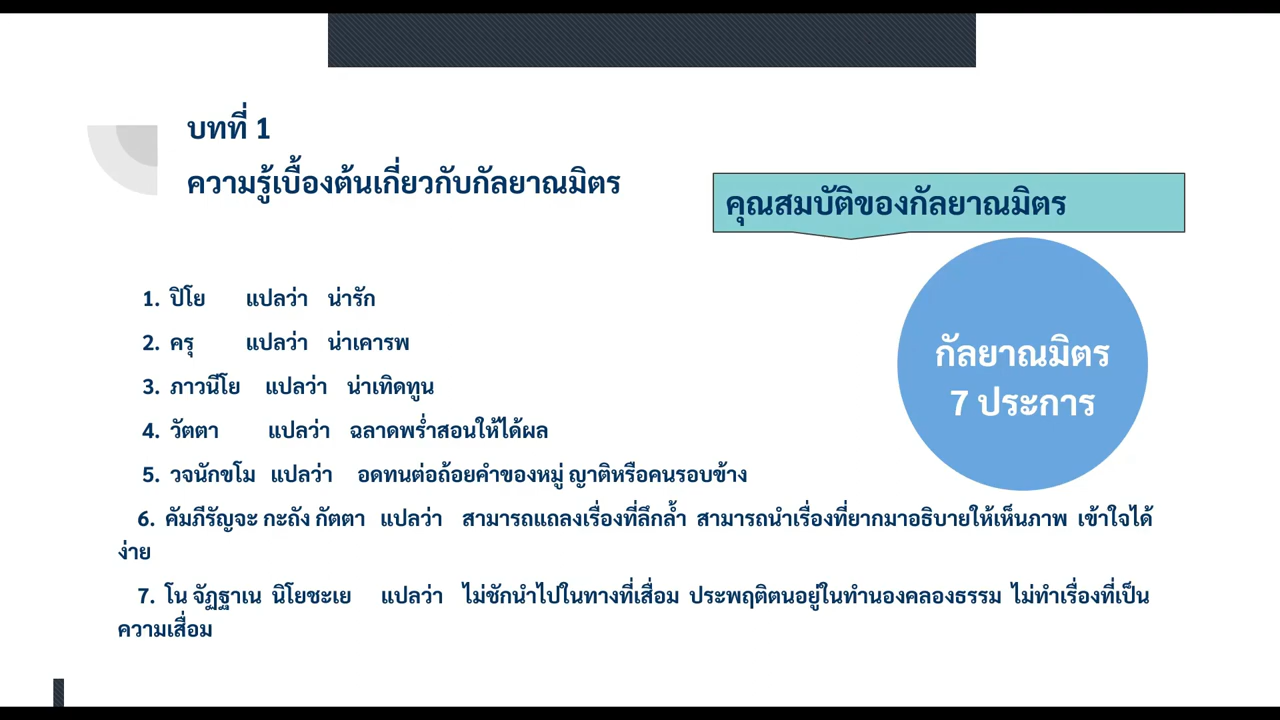 บทที่ 1
ความรู้เบื้องต้นเกี่ยวกับกัลยาณมิตร
คุณสมบัติของกัลยาณมิตร
กัลยาณมิตร
7 ประการ
1. ปิโย แปลว่า น่ารัก
2. ครุ แปลว่า น่าเคารพ
3. ภาวนีโย แปลว่า น่าเทิดทูน
4. วัตตา แปลว่า ฉลาดพร่ำสอนให้ได้ผล
5. วจนักขโม แปลว่า อดทนต่อถ้อยคำของหมู่ ญาติหรือคนรอบข้าง
6. คัมภีรัญจะ กะถัง กัตตา แปลว่า สามารถแถลงเรื่องที่ลึกล้ำ สามารถนำเรื่องที่ยากมาอธิบายให้เห็นภาพ เข้าใจได้
ง่าย
7. โน จัฏฐาเน นิโยชะเย แปลว่า ไม่ชักนำไปในทางที่เสื่อม ประพฤติตนอยู่ในทำนองคลองธรรม ไม่ทำเรื่องที่เป็น
ความเสื่อม